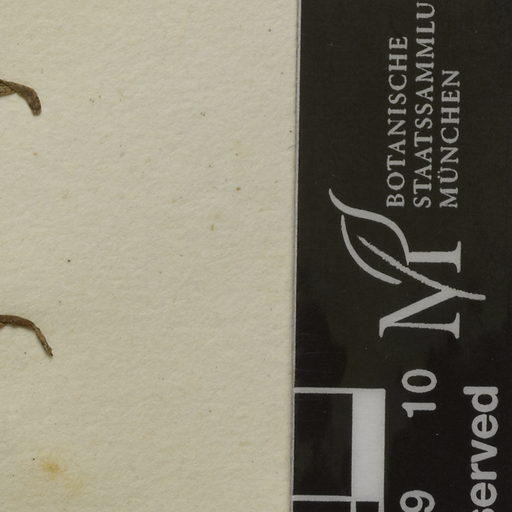 BOTANISCHE
STAATSSAMMLU
MÜNCHEN
M
9 10
served